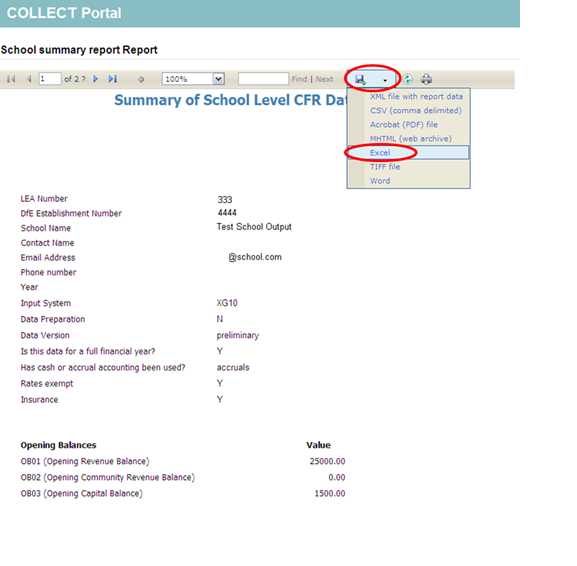 COLLECT Portal
School summary report Report
1 of 2 ? 100% Find | Next
Summary of School Level CFR Dat
XML file with report data
CSV (comma delimited)
Acrobat (PDF) file
MHTML (web archive)
Excel
TIFF file
Word
LEA Number 333
DfE Establishment Number 4444
School Name Test School Output
Contact Name
Email Address @school.com
Phone number
Year
Input System XG10
Data Preparation N
Data Version preliminary
Is this data for a full financial year? Y
Has cash or accrual accounting been used? accruals
Rates exempt Y
Insurance Y
Opening Balances Value
OB01 (Opening Revenue Balance) 25000.00
OB02 (Opening Community Revenue Balance) 0.00
OB03 (Opening Capital Balance) 1500.00